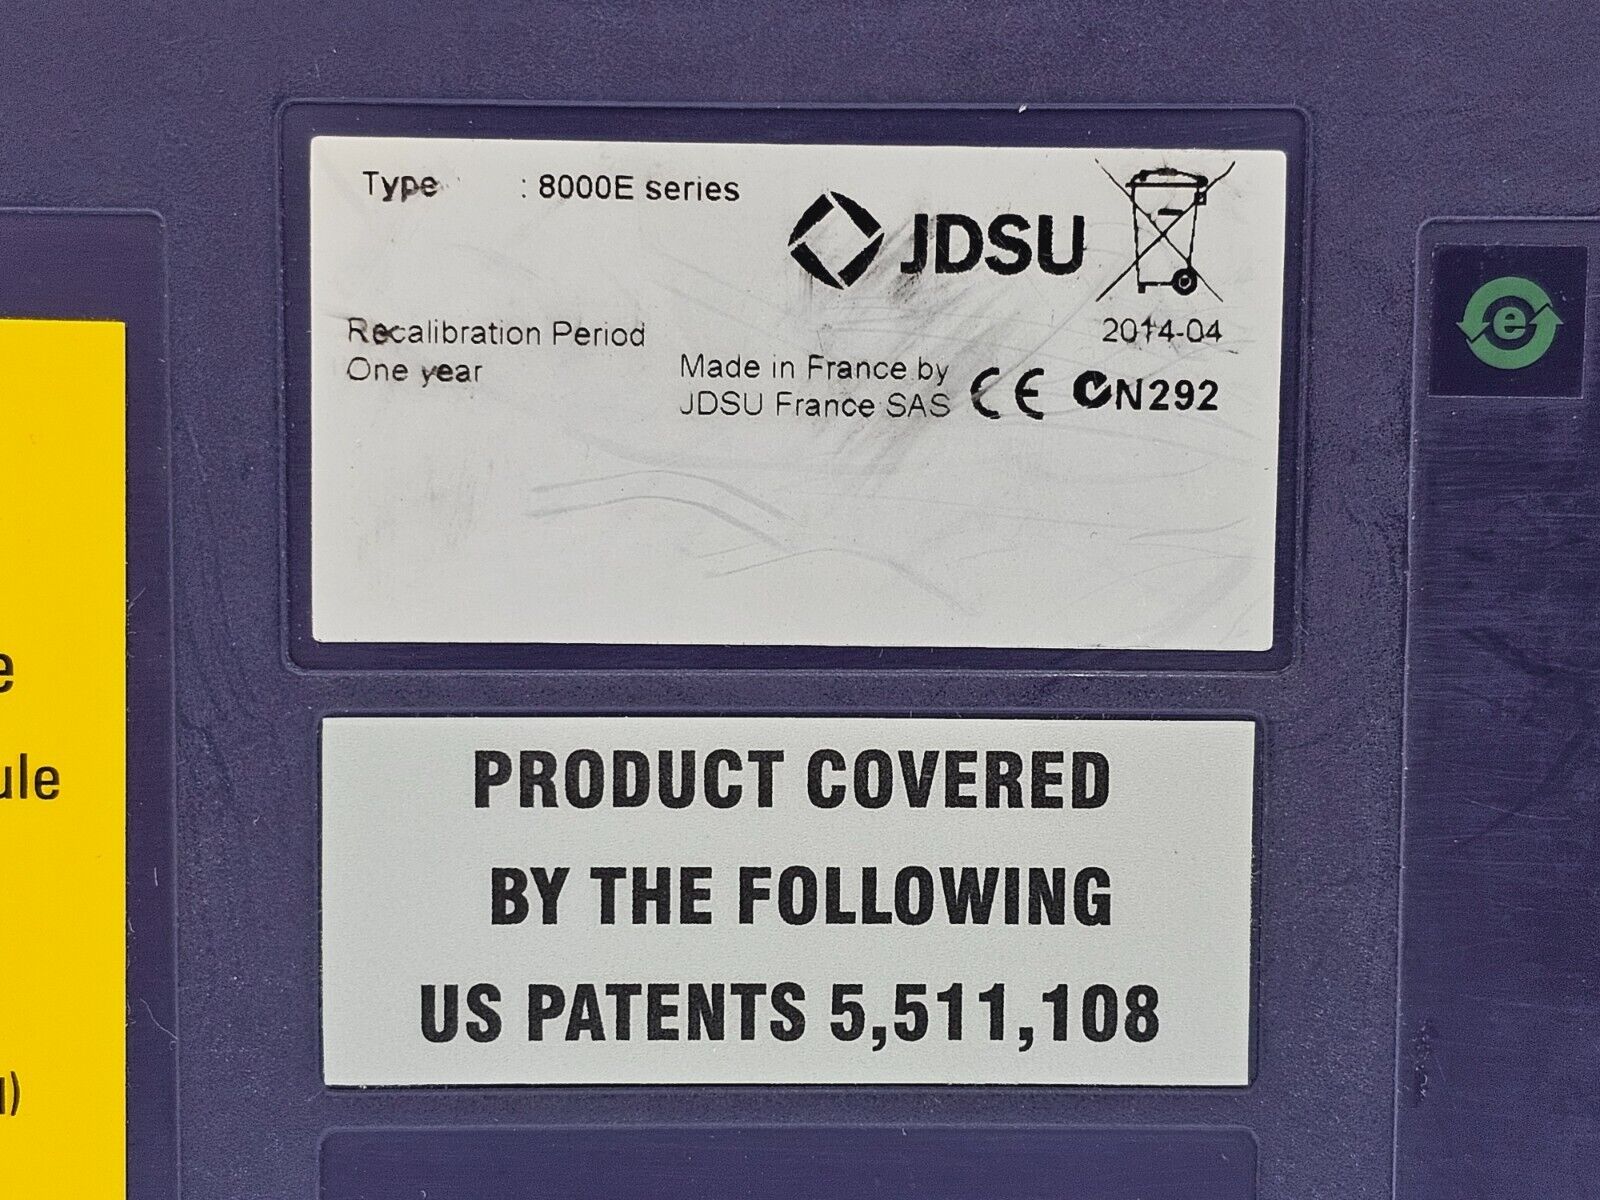 Type : 8000E series
JDSU
Recalibration Period
One year
2014-04
Made in France by
JDSU France SAS
CE N292
e
PRODUCT COVERED
BY THE FOLLOWING
US PATENTS 5,511,108
e
ule
)